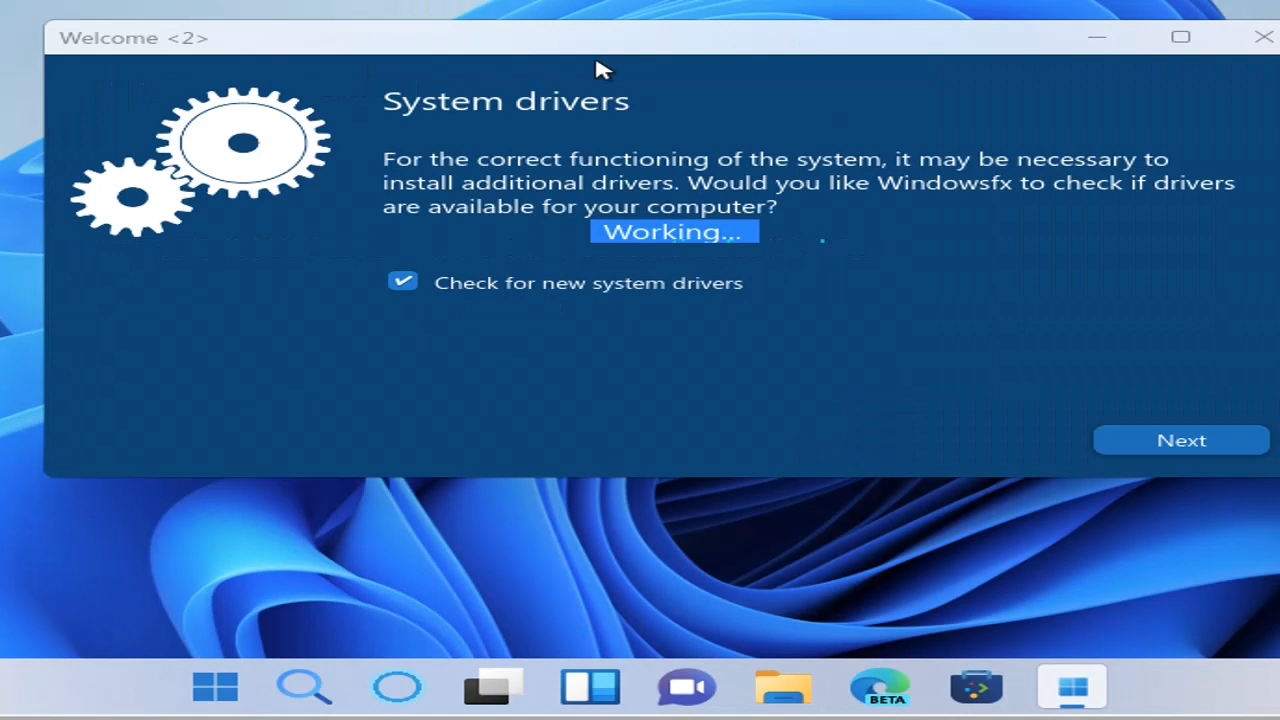 Welcome <2>
System drivers
For the correct functioning of the system, it may be necessary to
install additional drivers. Would you like Windowsfx to check if drivers
are available for your computer?
Working...
Check for new system drivers
Next
BETA